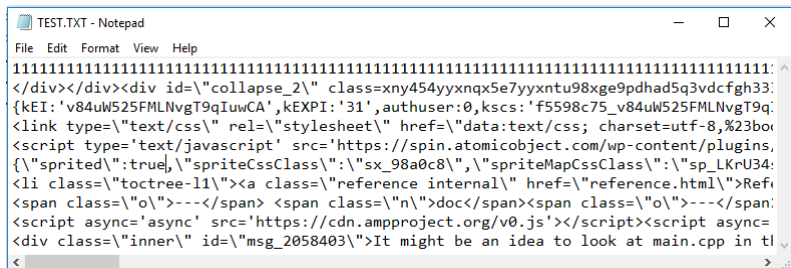 TEST.TXT - Notepad
File Edit Format View Help
111111111111111111111111111111111111111111111111111111111111111111111111111111111111
</div></div><div id=\"collapse_2\" class=xny454yyxnqx5e7yyxntu98xge9pdhad5q3vdcfgh33
{kEI:'v84uW525FMLNvgT9qIuwCA',kEXPI:'31',authuser:0,kscs:'f5598c75_v84uW525FMLNvgT9q
<link type=\"text/css\" rel=\"stylesheet\" href=\"data:text/css; charset=utf-8,%23bo
<script type='text/javascript' src='https://spin.atomicobject.com/wp-content/plugins/
{\"sprited\":true,\"spriteCssClass\":\"sx_98a0c8\",\"spriteMapCssClass\":\"sp_LKrU34
<li class=\"toctree-l1\"><a class=\"reference internal\" href=\"reference.html\">Ref
<span class=\"o\">---</span> <span class=\"n\">doc</span><span class=\"o\">---</span
<script async='async' src='https://cdn.ampproject.org/v0.js'></script><script async=
<div class=\"inner\" id=\"msg_2058403\">It might be an idea to look at main.cpp in t